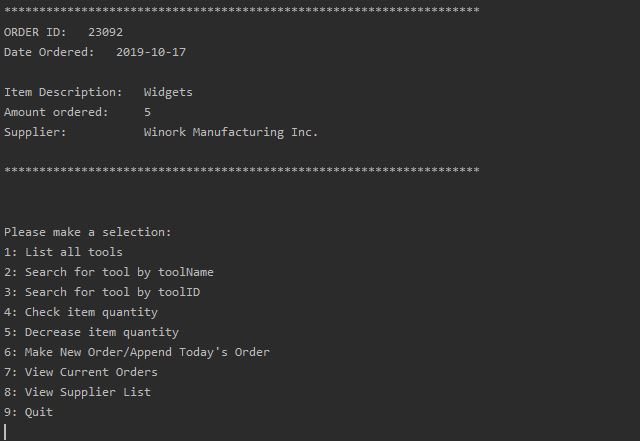 ********************************************************************
ORDER ID:   23092
Date Ordered:   2019-10-17
Item Description:   Widgets
Amount ordered:     5
Supplier:           Winork Manufacturing Inc.
********************************************************************
Please make a selection:
1: List all tools
2: Search for tool by toolName
3: Search for tool by toolID
4: Check item quantity
5: Decrease item quantity
6: Make New Order/Append Today's Order
7: View Current Orders
8: View Supplier List
9: Quit